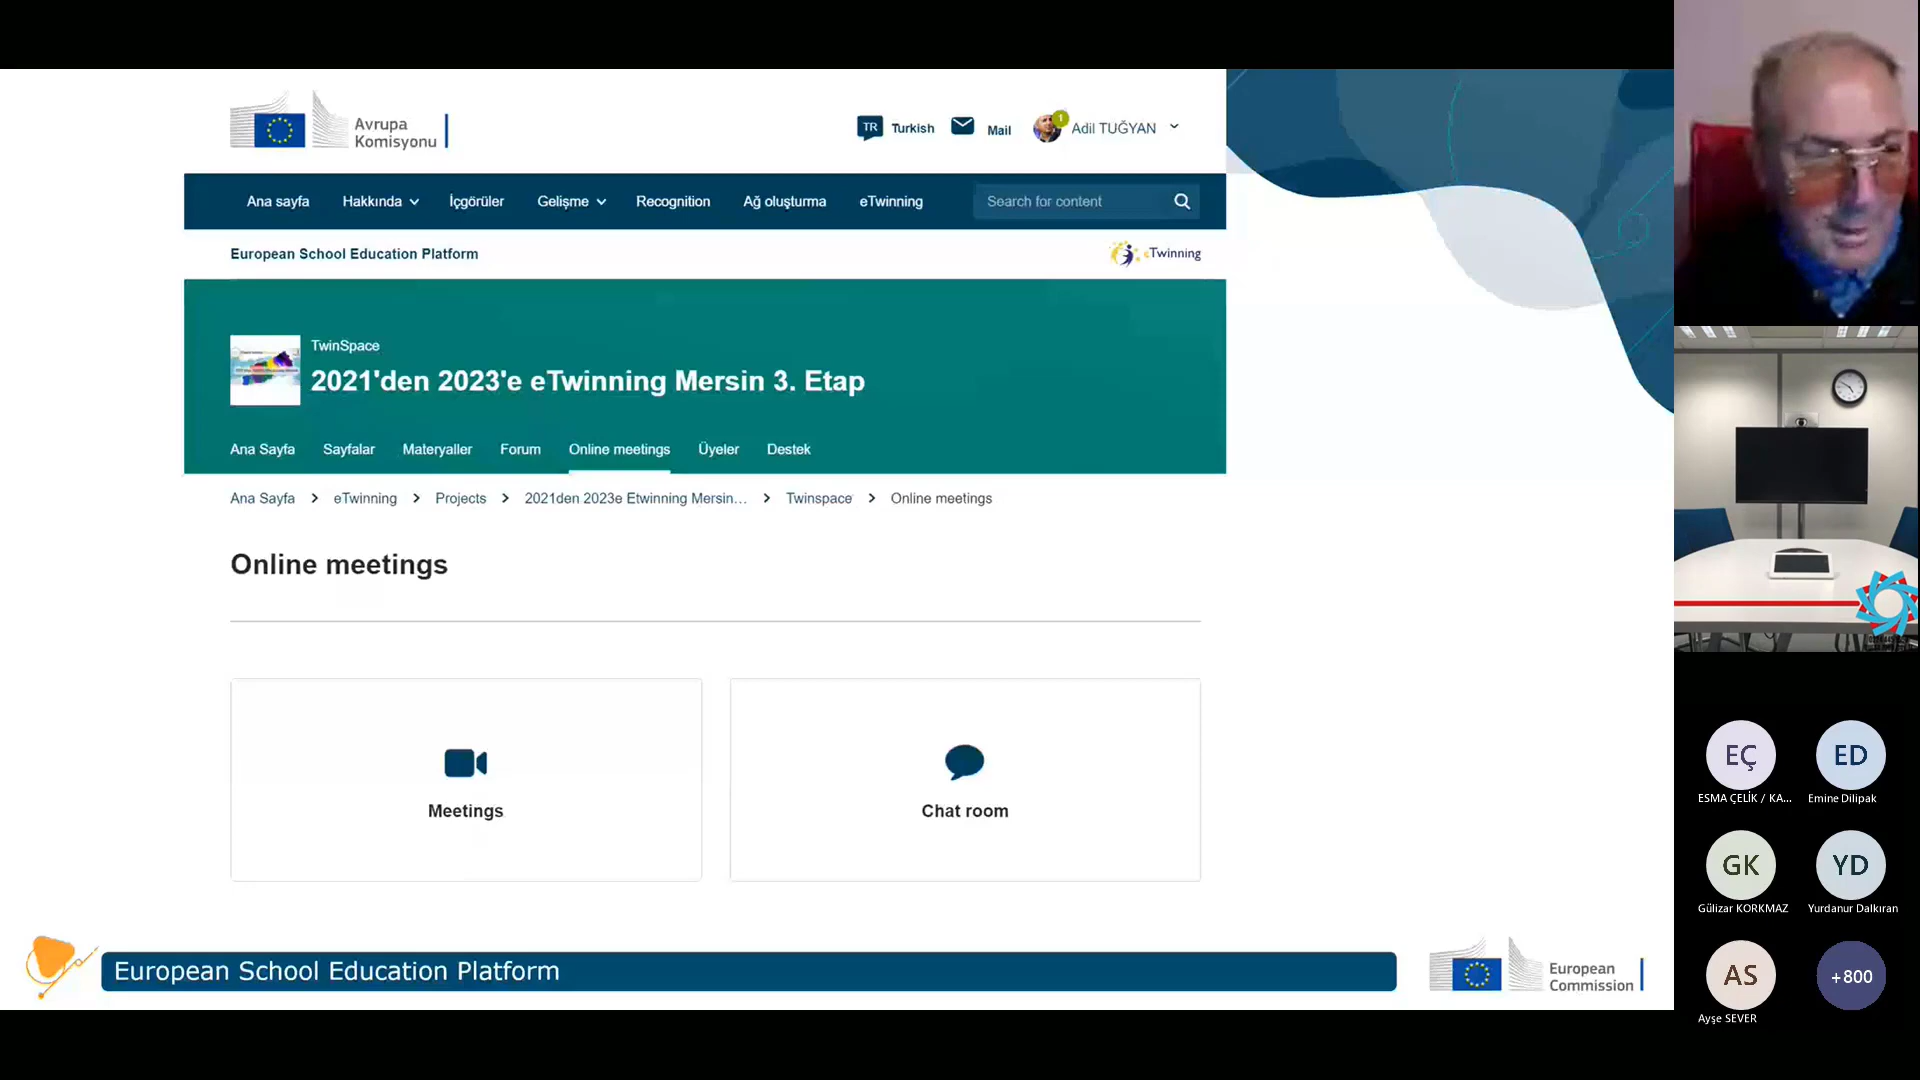 Avrupa
Komisyonu
TR Turkish
Mail
1
Adil TUĞYAN
Ana sayfa
Hakkında
İçgörüler
Gelişme
Recognition
Ağ oluşturma
eTwinning
Search for content
European School Education Platform
eTwinning
TwinSpace
2021'den 2023'e eTwinning Mersin 3. Etap
Ana Sayfa
Sayfalar
Materyaller
Forum
Online meetings
Üyeler
Destek
Ana Sayfa > eTwinning > Projects > 2021den 2023e Etwinning Mersin... > Twinspace > Online meetings
Online meetings
Meetings
Chat room
European School Education Platform
European
Commission
EÇ
ESMA ÇELİK / KA...
ED
Emine Dilipak
GK
Gülizar KORKMAZ
YD
Yurdanur Dalkıran
AS
Ayşe SEVER
+800